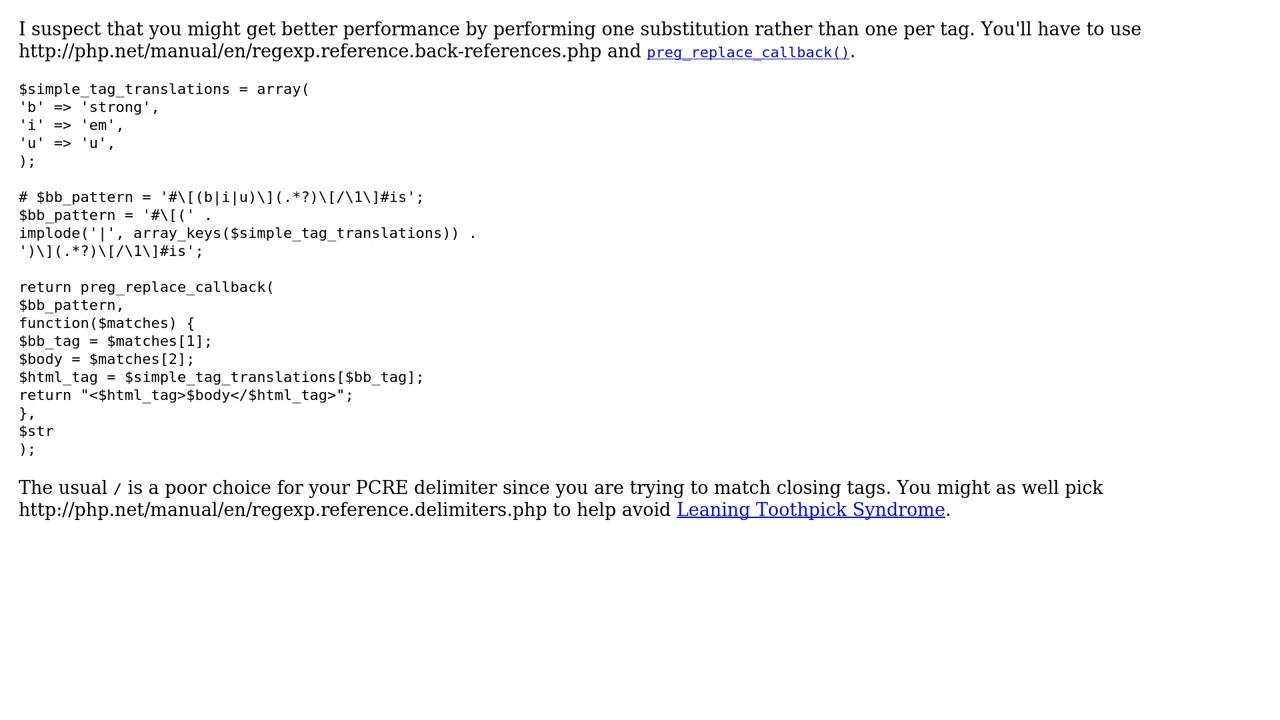 I suspect that you might get better performance by performing one substitution rather than one per tag. You'll have to use
http://php.net/manual/en/regexp.reference.back-references.php and preg_replace_callback().
$simple_tag_translations = array(
'b' => 'strong',
'i' => 'em',
'u' => 'u',
);
# $bb_pattern = '#\[(b|i|u)\](.*?)\[/\1\]#is';
$bb_pattern = '#\[(' .
implode('|', array_keys($simple_tag_translations)) .
')\](.*?)\[/\1\]#is';
return preg_replace_callback(
$bb_pattern,
function($matches) {
$bb_tag = $matches[1];
$body = $matches[2];
$html_tag = $simple_tag_translations[$bb_tag];
return "<$html_tag>$body</$html_tag>";
},
$str
);
The usual / is a poor choice for your PCRE delimiter since you are trying to match closing tags. You might as well pick
http://php.net/manual/en/regexp.reference.delimiters.php to help avoid Leaning Toothpick Syndrome.